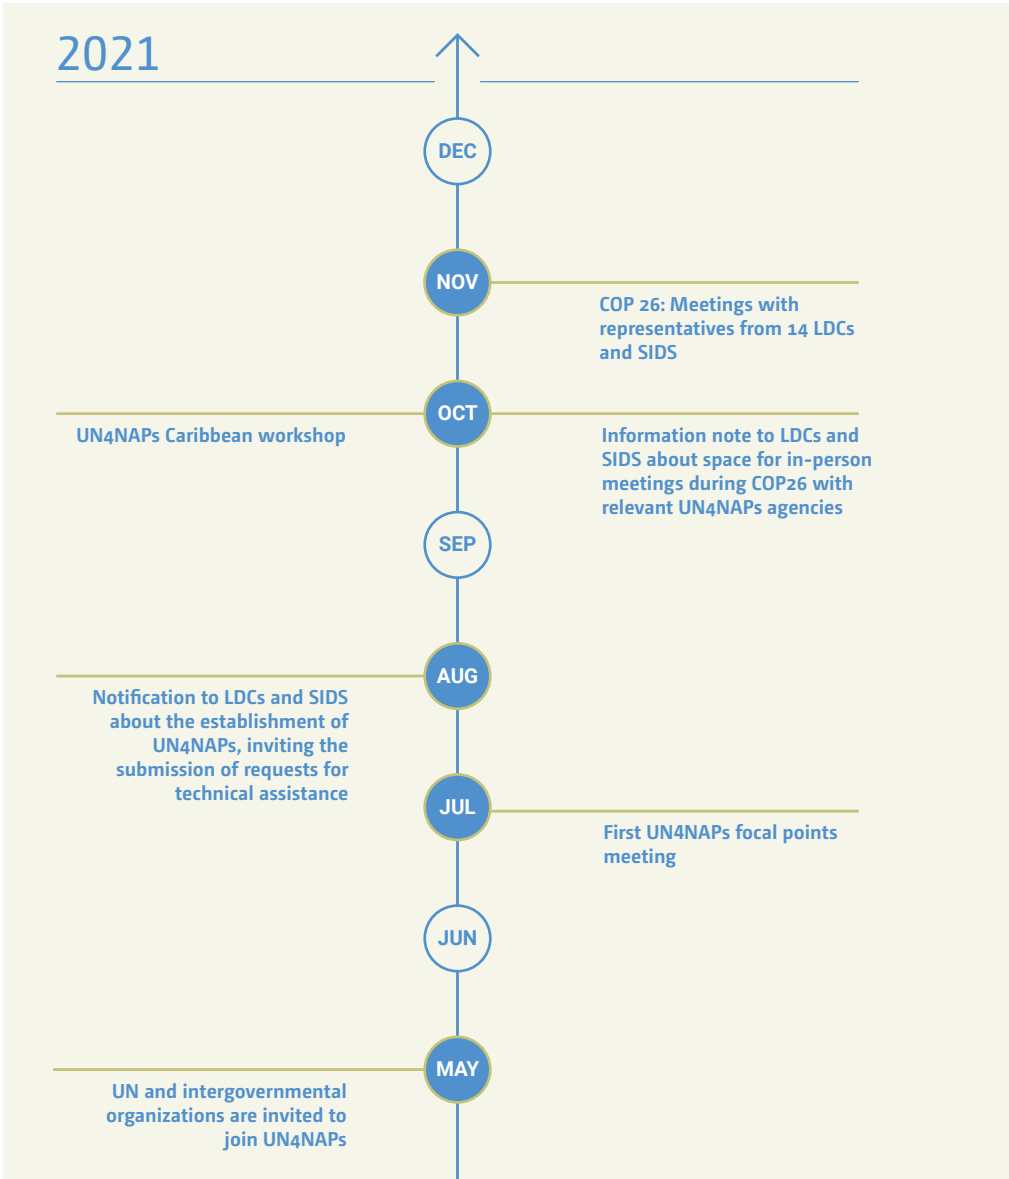 2021
DEC
NOV
COP 26: Meetings with
representatives from 14 LDCs
and SIDS
OCT
UN4NAPs Caribbean workshop
Information note to LDCs and
SIDS about space for in-person
meetings during COP26 with
relevant UN4NAPs agencies
SEP
AUG
Notification to LDCs and SIDS
about the establishment of
UN4NAPs, inviting the
submission of requests for
technical assistance
JUL
First UN4NAPs focal points
meeting
JUN
MAY
UN and intergovernmental
organizations are invited to
join UN4NAPs